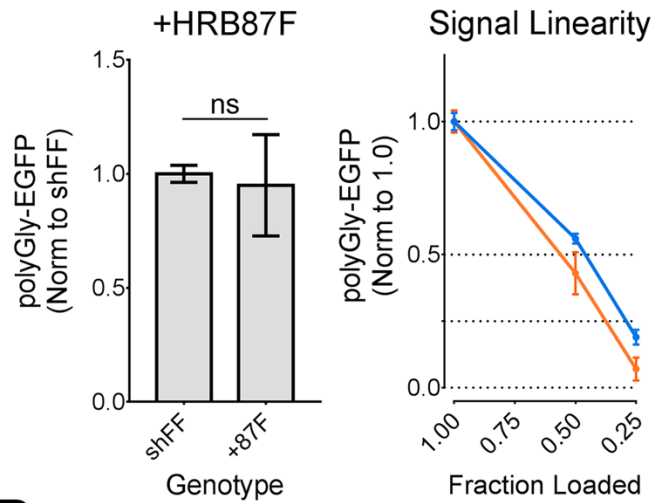 +HRB87F
polyGly-EGFP
(Norm to shFF)
1.5
1.0
0.5
0.0
ns
shFF
+87F
Genotype
Signal Linearity
polyGly-EGFP
(Norm to 1.0)
1.0
0.5
0.0
1.00
0.75
0.50
0.25
Fraction Loaded